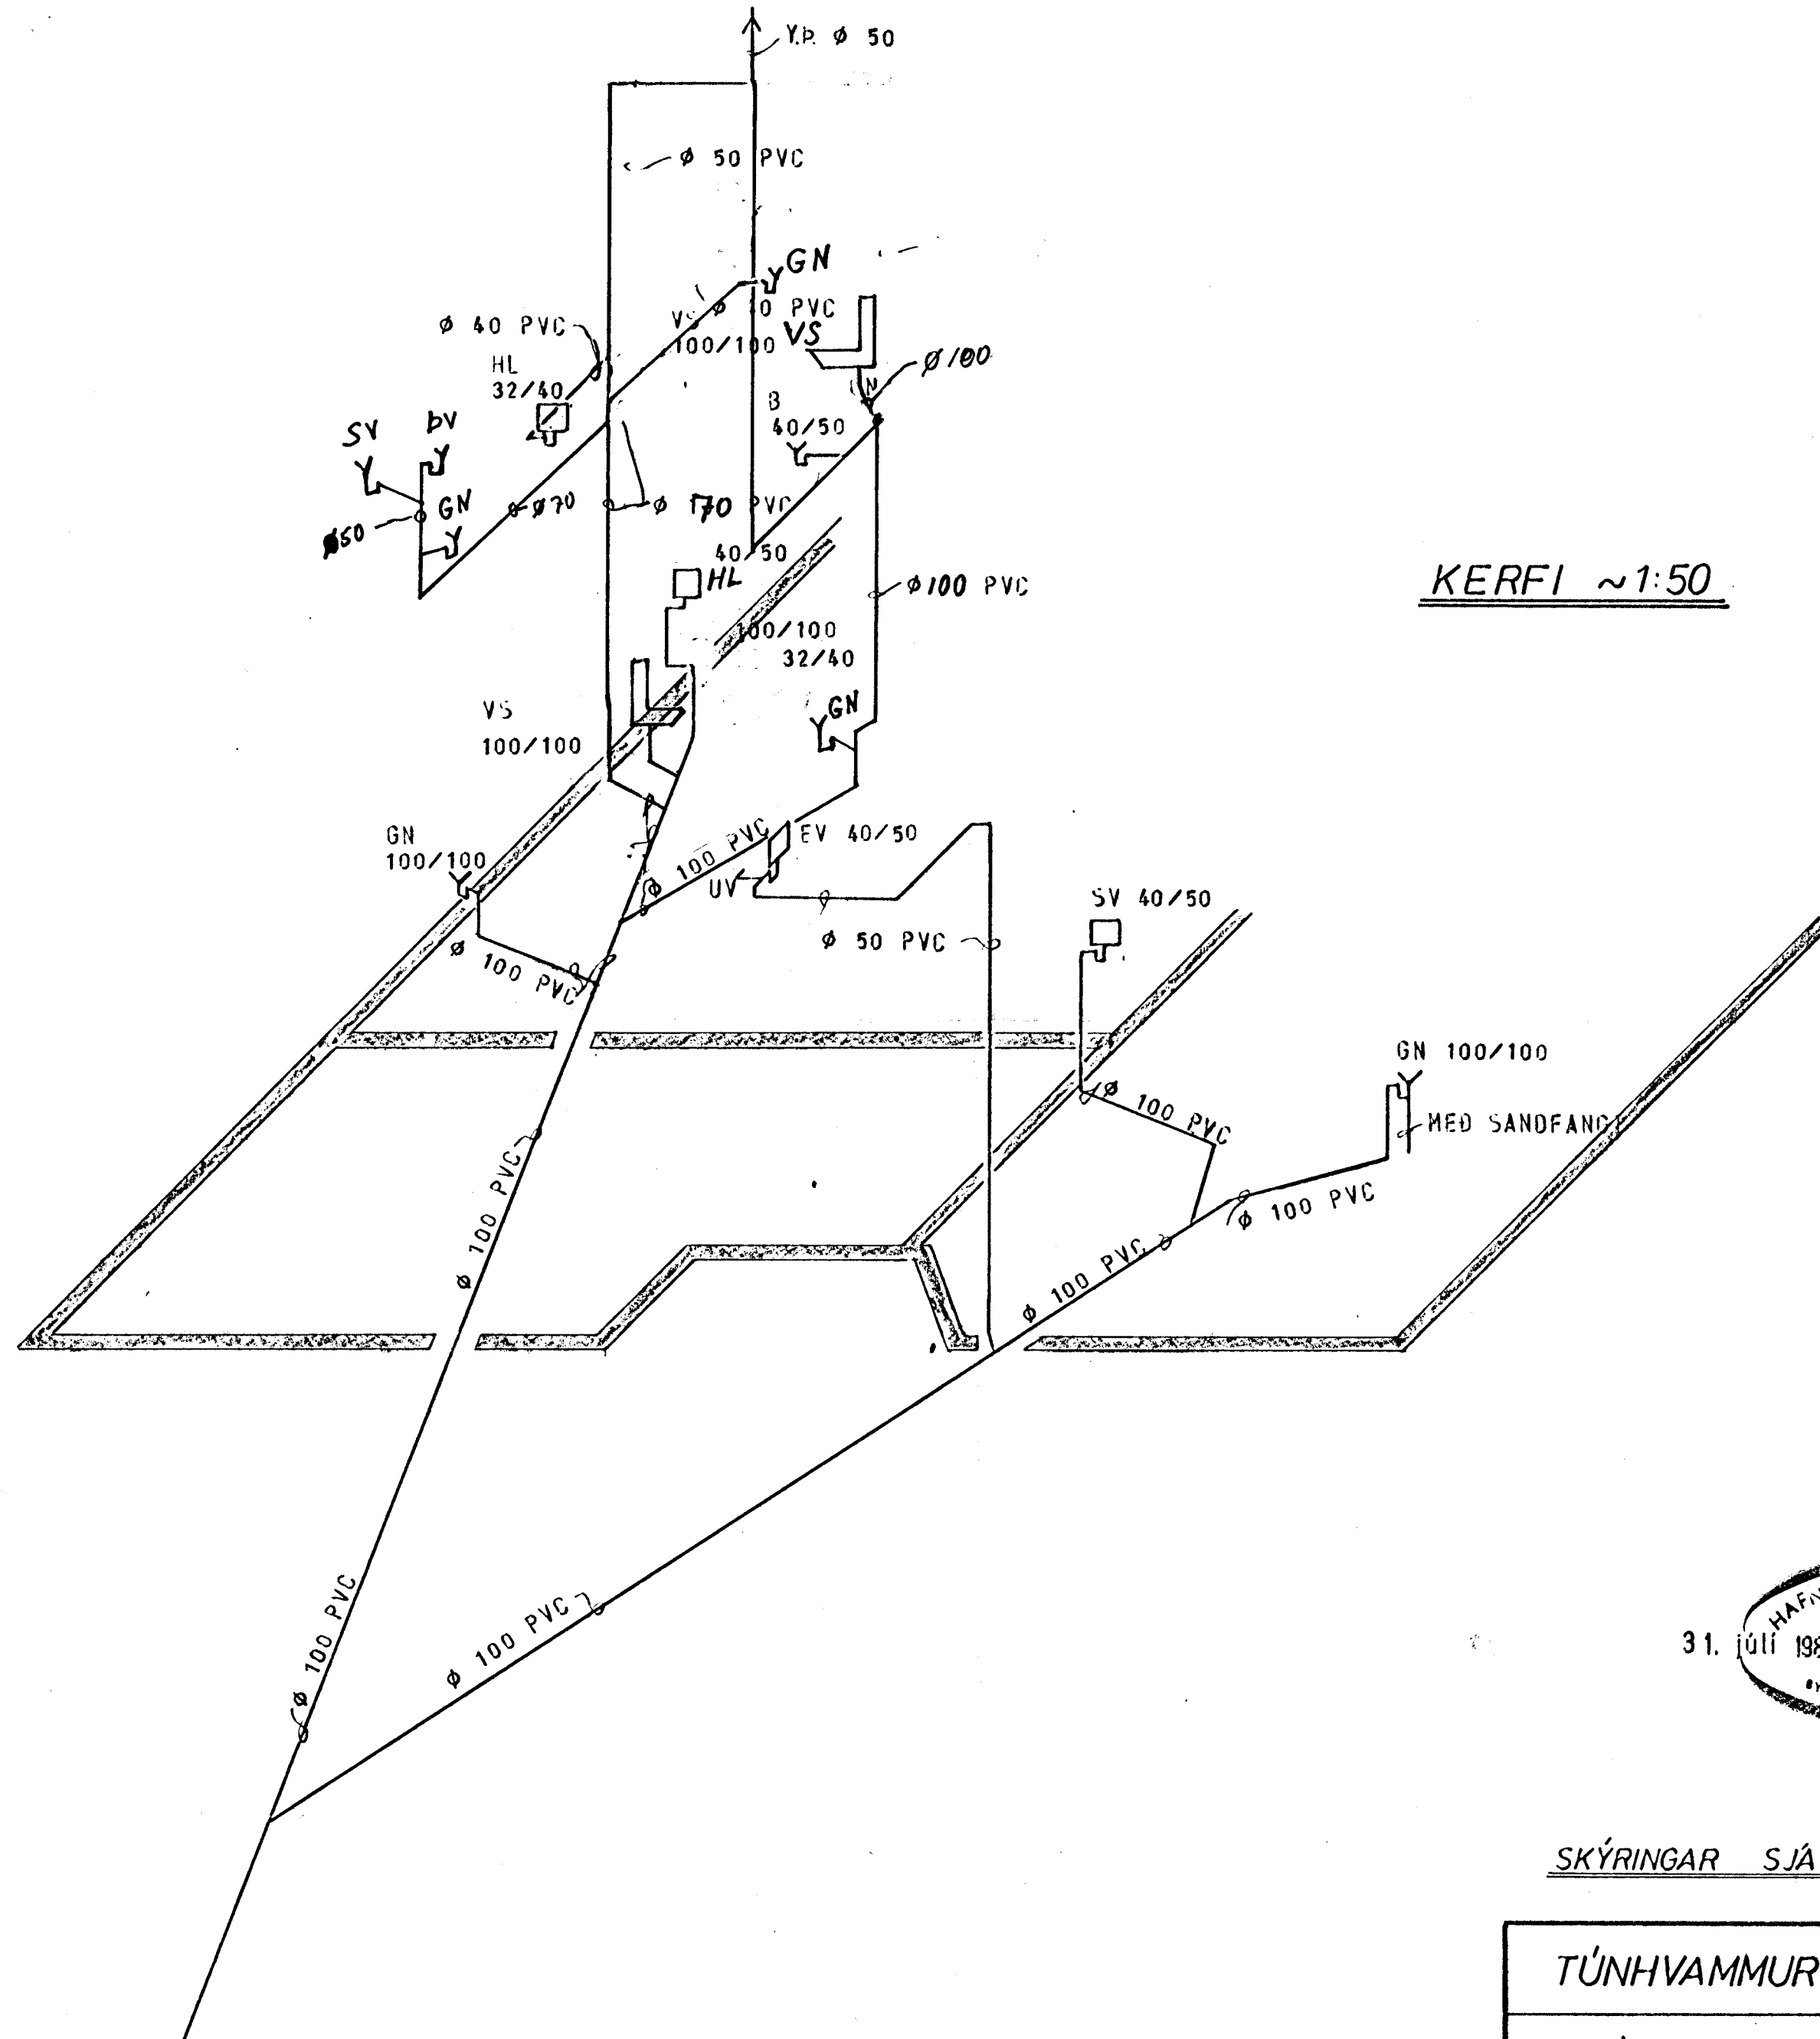 Y.Þ. ø 50
ø 50 PVC
GN
PVC
ø 40 PVC
VS
100/100
VS
HL
32/40
ø100
B
40/50
SV
ÞV
GN
ø70
ø 70 PVC
ø50
40/50
HL
ø100 PVC
KERFI ~1:50
100/100
32/40
GN
VS
100/100
GN
100/100
ø 100 PVC
EV 40/50
UV
SV 40/50
ø 50 PVC
ø 100 PVC
GN 100/100
ø 100 PVC
MEÐ SANDFANG
ø 100 PVC
ø 100 PVC
ø 100 PVC
ø 100 PVC
ø 100 PVC
31. júlí 198
HAFN
SKÝRINGAR SJÁ
TÚNHVAMMUR